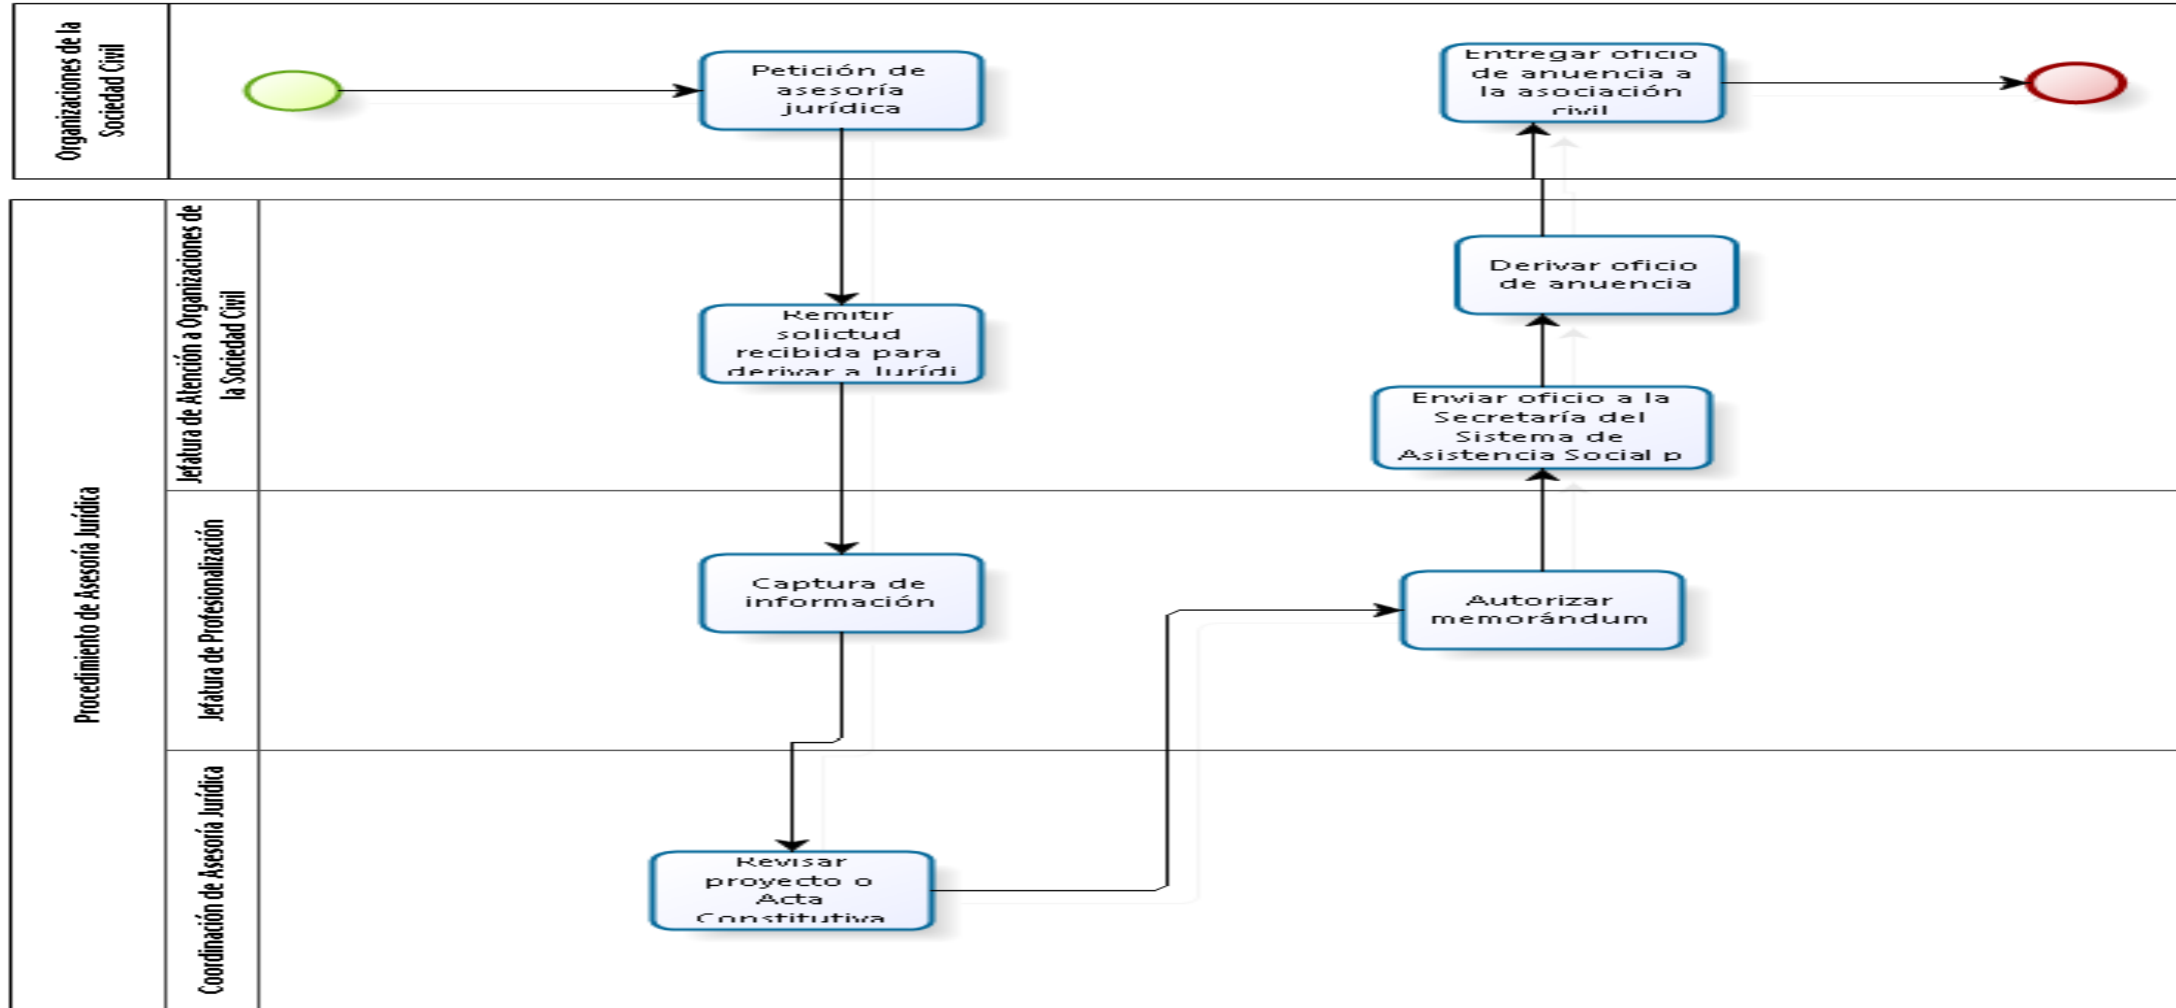 Organizaciones de la
Sociedad Civil
Petición de
asesoría
jurídica
Entregar oficio
de anuencia a
la asociación
civil
Procedimiento de Asesoría Jurídica
Jefatura de Atención a Organizaciones de
la Sociedad Civil
Remitir
solictud
recibida para
derivar a Jurídi
Derivar oficio
de anuencia
Enviar oficio a la
Secretaría del
Sistema de
Asistencia Social p
Jefatura de Profesionalización
Captura de
información
Autorizar
memorándum
Coordinación de Asesoría Jurídica
Revisar
proyecto o
Acta
Constitutiva